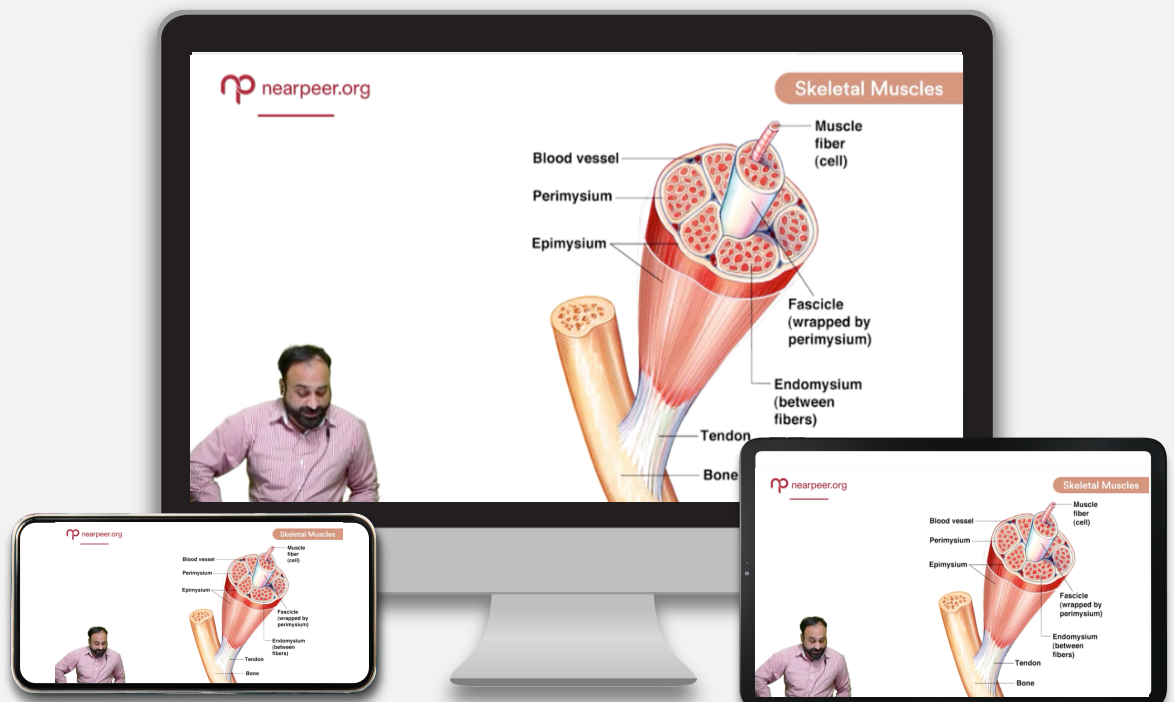 nearpeer.org
Skeletal Muscles
Muscle
fiber
(cell)
Blood vessel
Perimysium
Epimysium
Fascicle
(wrapped by
perimysium)
Endomysium
(between
fibers)
Tendon
Bone
nearpeer.org
Skeletal Muscles
Muscle
fiber
(cell)
Blood vessel
Perimysium
Epimysium
Fascicle
(wrapped by
perimysium)
Endomysium
(between
fibers)
Tendon
Bone
nearpeer.org
Skeletal Muscles
Muscle
fiber
(cell)
Blood vessel
Perimysium
Epimysium
Fascicle
(wrapped by
perimysium)
Endomysium
(between
fibers)
Tendon
Bone